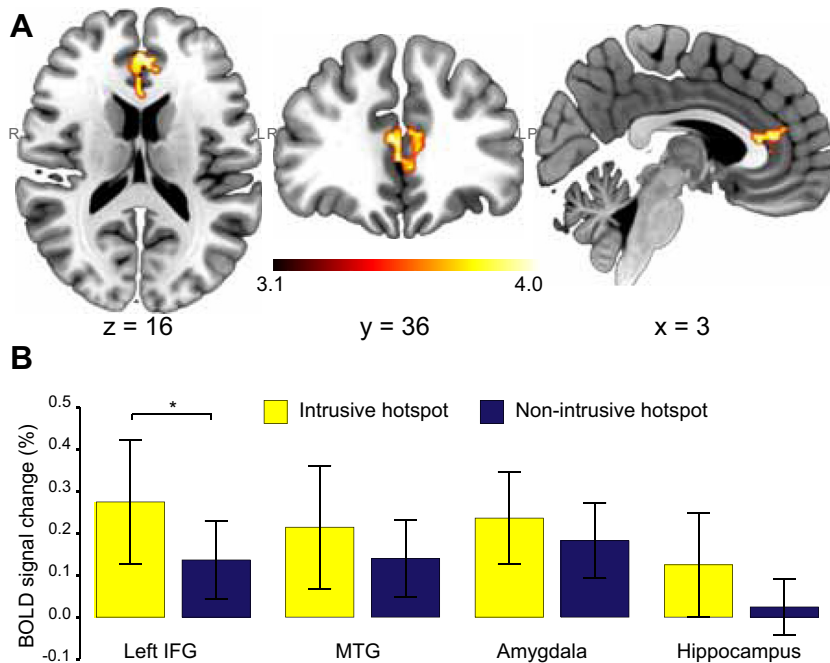 A
R
L R
L P
3.1
4.0
z = 16
y = 36
x = 3
B
BOLD signal change (%)
0.5
0.4
0.3
0.2
0.1
0.0
-0.1
*
Intrusive hotspot
Non-intrusive hotspot
Left IFG
MTG
Amygdala
Hippocampus